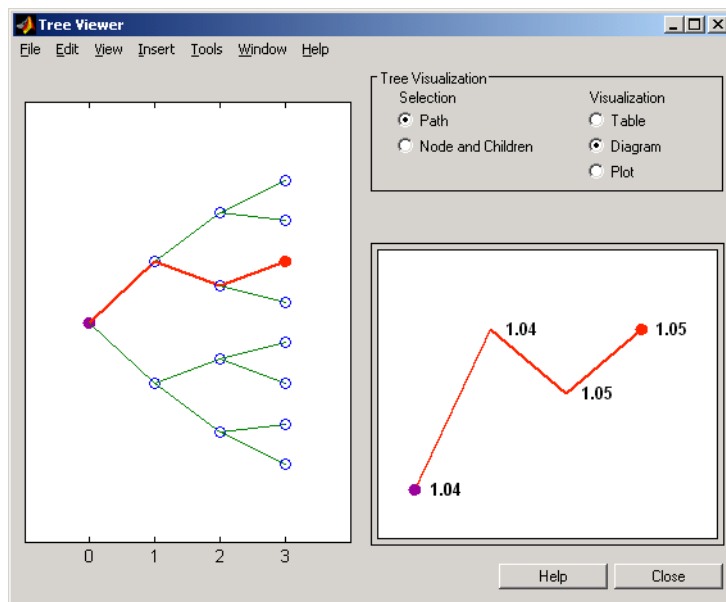 Tree Viewer
File Edit View Insert Tools Window Help
Tree Visualization
Selection
Path
Node and Children
Visualization
Table
Diagram
Plot
0 1 2 3
1.04
1.05
1.05
1.04
Help
Close